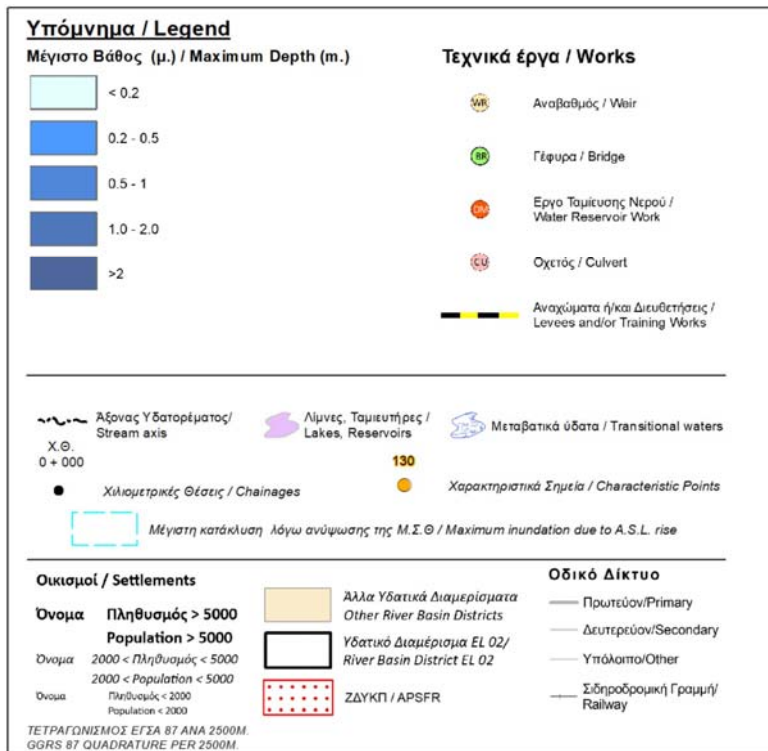 Υπόμνημα / Legend
Μέγιστο Βάθος (μ.) / Maximum Depth (m.)
< 0.2
0.2 - 0.5
0.5 - 1
1.0 - 2.0
>2
Τεχνικά έργα / Works
WR Αναβαθμός / Weir
BR Γέφυρα / Bridge
DM Εργο Ταμίευσης Νερού /
Water Reservoir Work
CU Οχετός / Culvert
Αναχώματα ή/και Διευθετήσεις /
Levees and/or Training Works
Άξονας Υδατορέματος/
Stream axis
Λίμνες, Ταμιευτήρες /
Lakes, Reservoirs
Μεταβατικά ύδατα / Transitional waters
Χ.Θ.
0 + 000
Χιλιομετρικές Θέσεις / Chainages
130
Χαρακτηριστικά Σημεία / Characteristic Points
Μέγιστη κατάκλυση λόγω ανύψωσης της Μ.Σ.Θ / Maximum inundation due to A.S.L. rise
Οικισμοί / Settlements
Όνομα Πληθυσμός > 5000
Population > 5000
Όνομα 2000 < Πληθυσμός < 5000
2000 < Population < 5000
Όνομα Πληθυσμός < 2000
Population < 2000
Άλλα Υδατικά Διαμερίσματα
Other River Basin Districts
Υδατικό Διαμέρισμα EL 02/
River Basin District EL 02
ΖΔΥΚΠ / APSFR
Οδικό Δίκτυο
Πρωτεύον/Primary
Δευτερεύον/Secondary
Υπόλοιπο/Other
Σιδηροδρομική Γραμμή/
Railway
ΤΕΤΡΑΓΩΝΙΣΜΟΣ ΕΓΣΑ 87 ΑΝΑ 2500Μ.
GGRS 87 QUADRATURE PER 2500M.